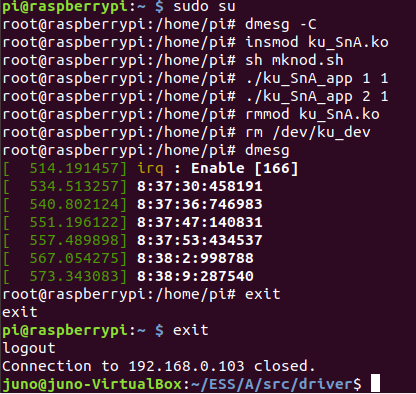 pi@raspberrypi:~ $ sudo su
root@raspberrypi:/home/pi# dmesg -C
root@raspberrypi:/home/pi# insmod ku_SnA.ko
root@raspberrypi:/home/pi# sh mknod.sh
root@raspberrypi:/home/pi# ./ku_SnA_app 1 1
root@raspberrypi:/home/pi# ./ku_SnA_app 2 1
root@raspberrypi:/home/pi# rmmod ku_SnA.ko
root@raspberrypi:/home/pi# rm /dev/ku_dev
root@raspberrypi:/home/pi# dmesg
[  514.191457] irq : Enable [166]
[  534.513257] 8:37:30:458191
[  540.802124] 8:37:36:746983
[  551.196122] 8:37:47:140831
[  557.489898] 8:37:53:434537
[  567.054275] 8:38:2:998788
[  573.343083] 8:38:9:287540
root@raspberrypi:/home/pi# exit
exit
pi@raspberrypi:~ $ exit
logout
Connection to 192.168.0.103 closed.
juno@juno-VirtualBox:~/ESS/A/src/driver$